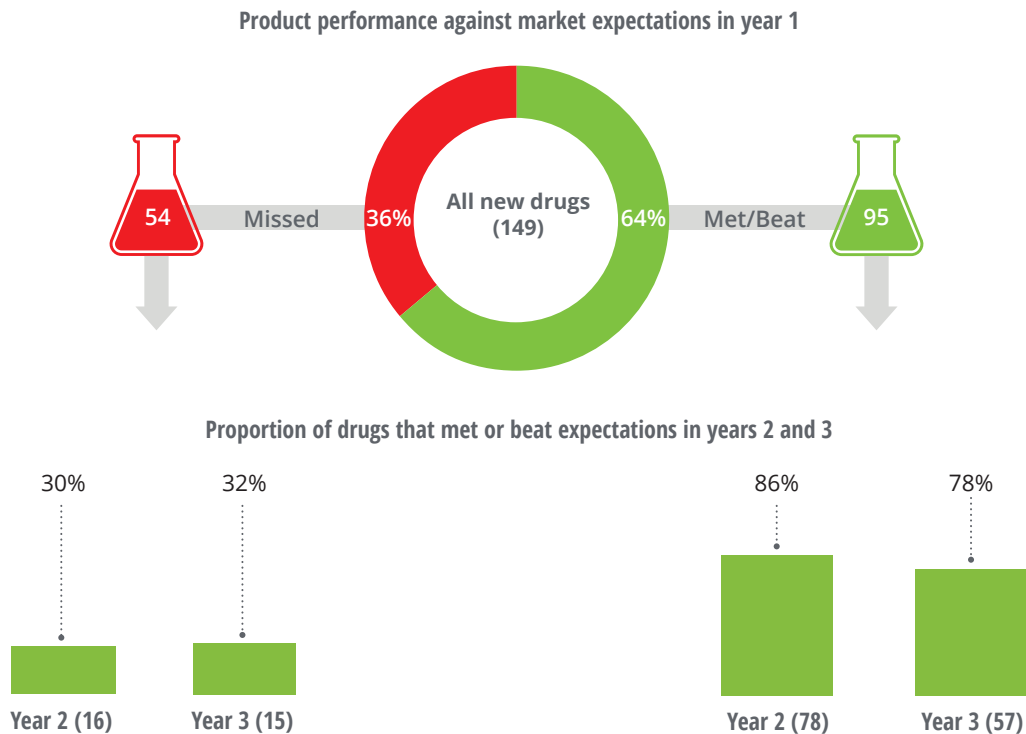 Product performance against market expectations in year 1
54
Missed
36%
All new drugs
(149)
64%
Met/Beat
95
Proportion of drugs that met or beat expectations in years 2 and 3
30%
32%
86%
78%
Year 2 (16)
Year 3 (15)
Year 2 (78)
Year 3 (57)